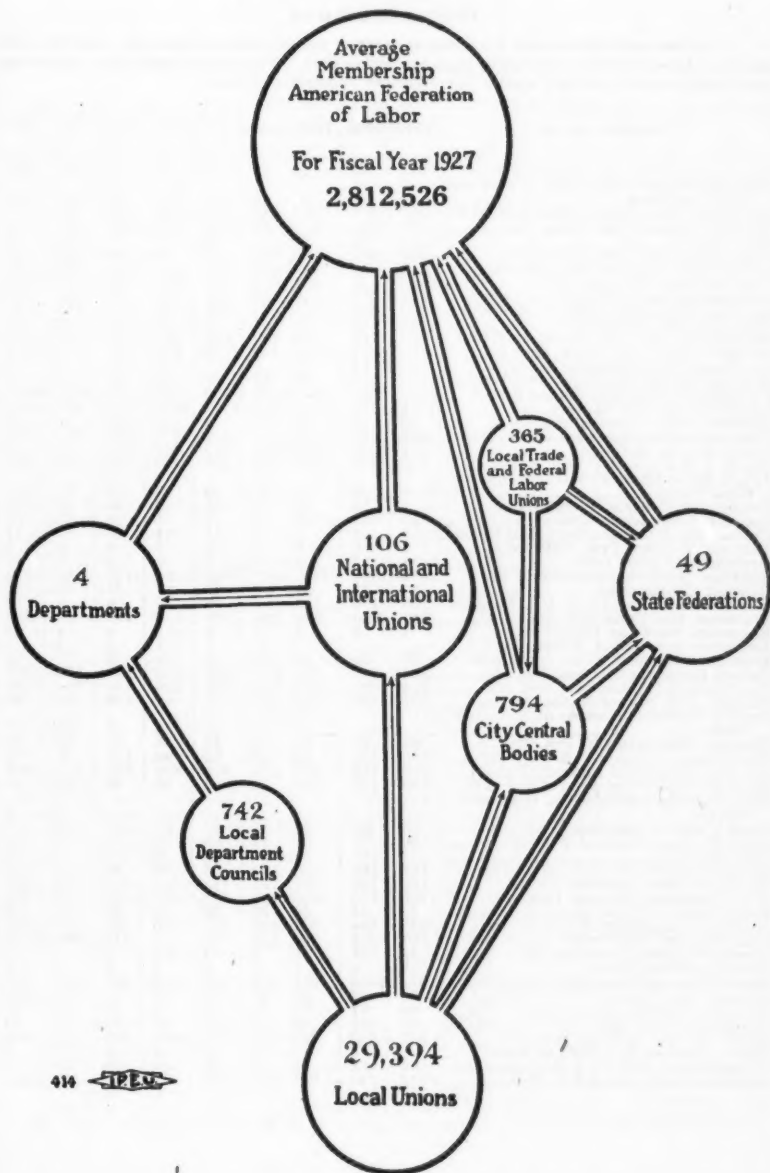 Average
Membership
American Federation
of Labor
For Fiscal Year 1927
2,812,526
365
Local Trade
and Federal
Labor
Unions
4
Departments
106
National and
International
Unions
49
State Federations
794
City Central
Bodies
742
Local
Department
Councils
29,394
Local Unions
414 I.P.E.U.